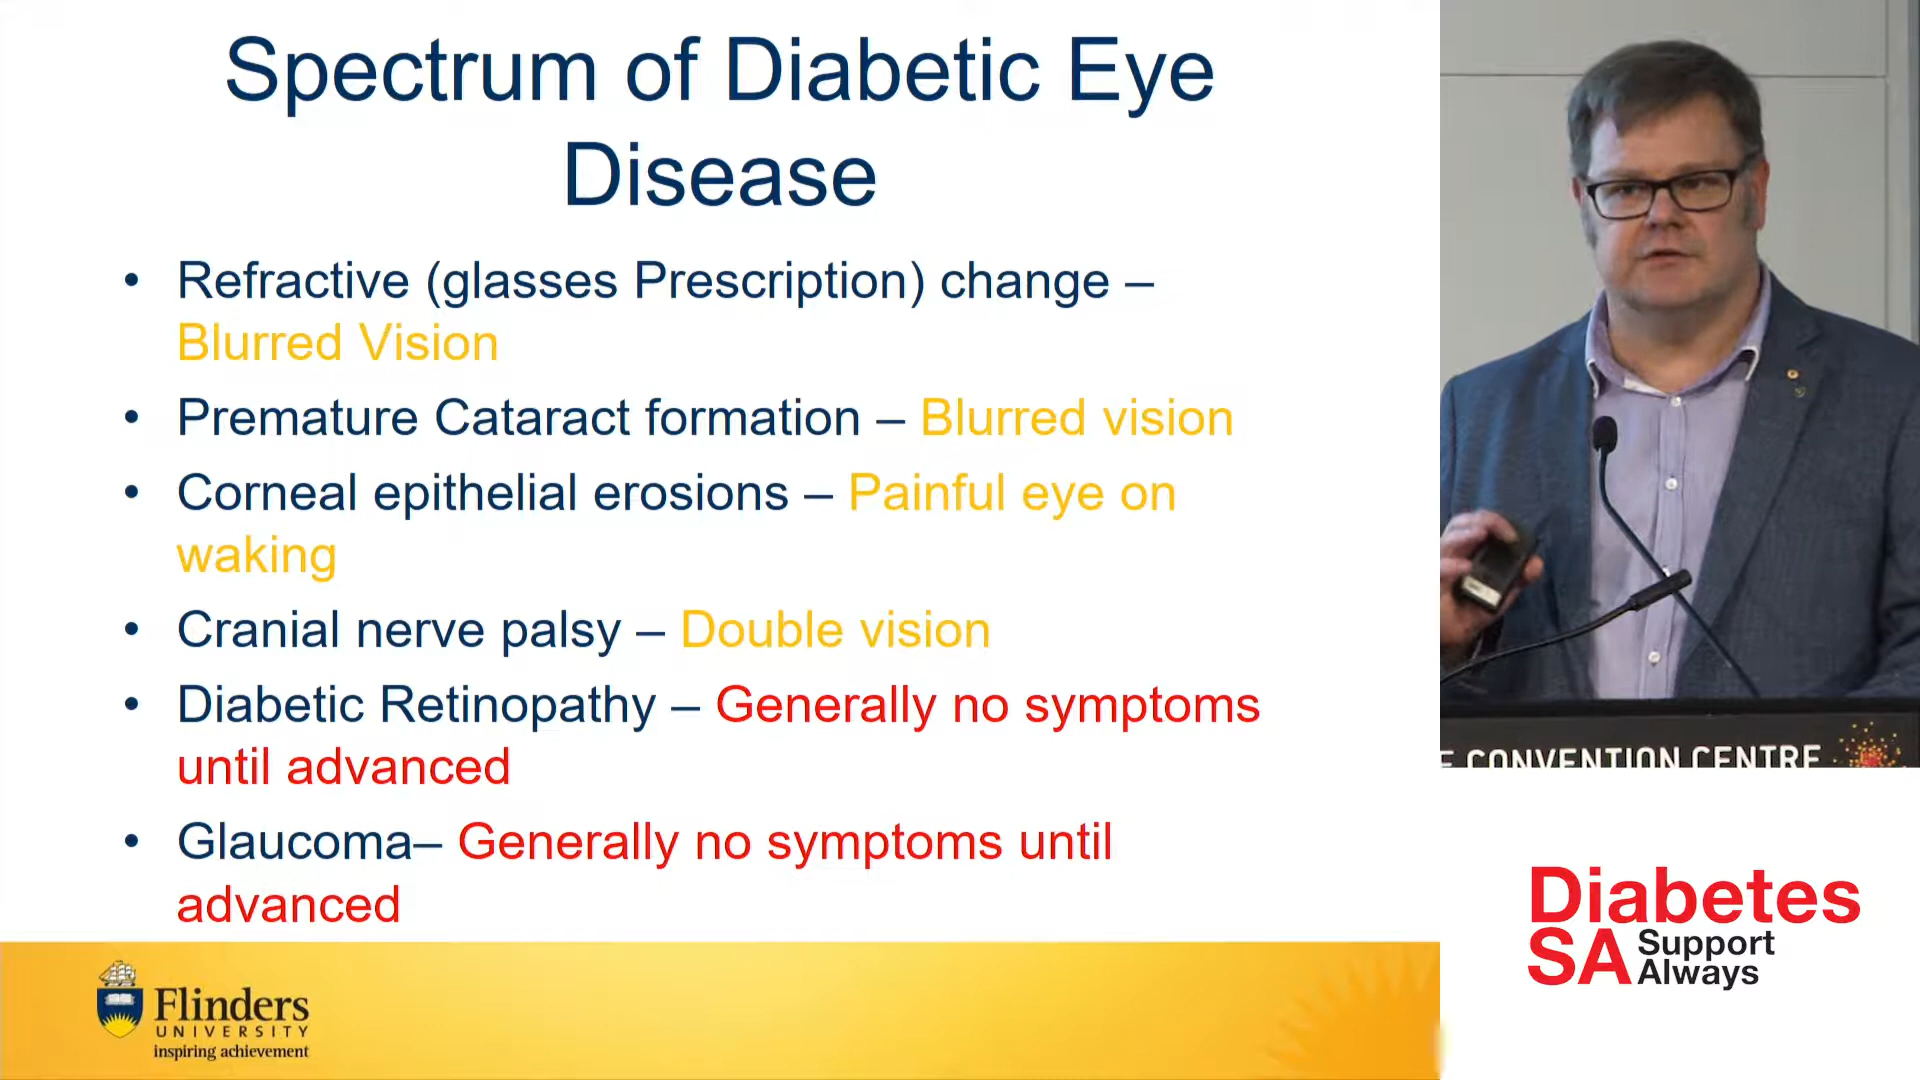 Spectrum of Diabetic Eye
Disease
• Refractive (glasses Prescription) change –
Blurred Vision
• Premature Cataract formation – Blurred vision
• Corneal epithelial erosions – Painful eye on
waking
• Cranial nerve palsy – Double vision
• Diabetic Retinopathy – Generally no symptoms
until advanced
• Glaucoma– Generally no symptoms until
advanced
Flinders
UNIVERSITY
inspiring achievement
E CONVENTION CENTRE
Diabetes
SA Support
Always